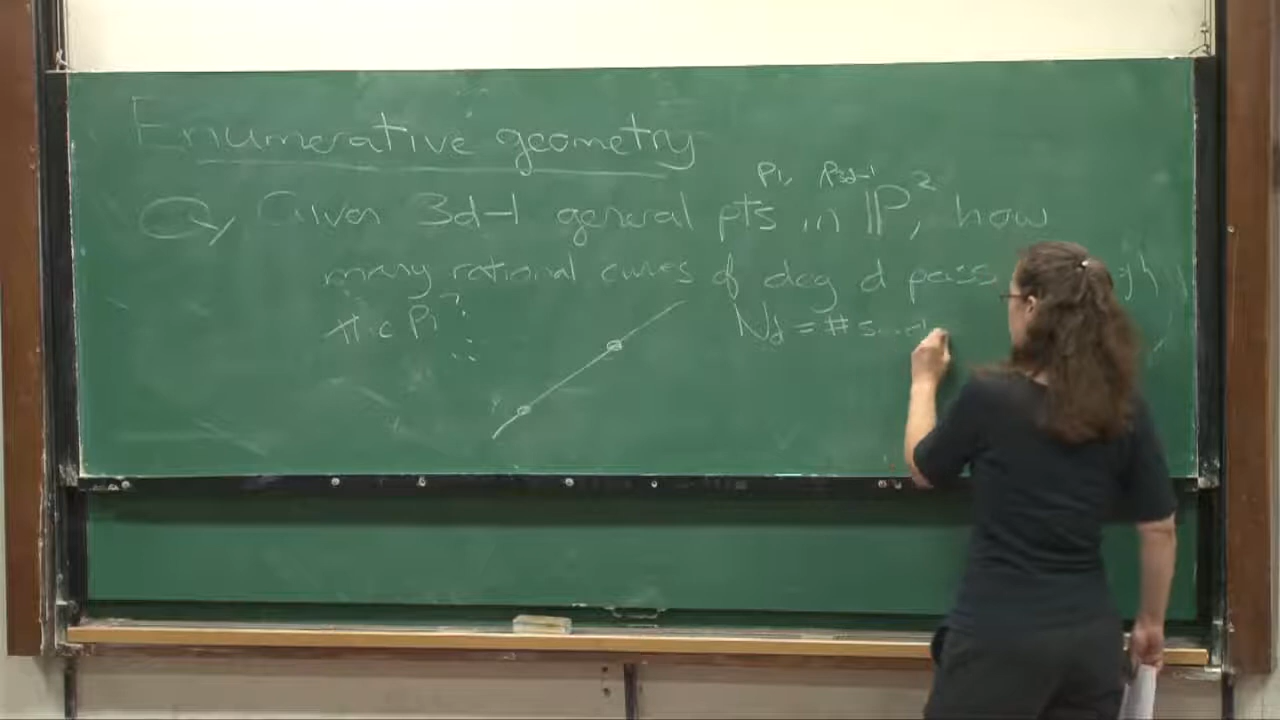 Enumerative geometry
p1, p3d-1
Q, Given 3d-1 general pts in ℙ², how
many rational curves of deg d pass
the Pi?
Nd = #